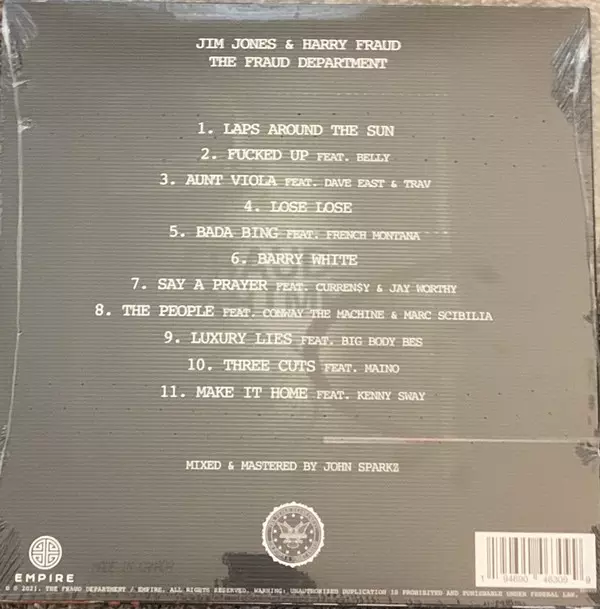 JIM JONES & HARRY FRAUD
THE FRAUD DEPARTMENT
1. LAPS AROUND THE SUN
2. FUCKED UP FEAT. BELLY
3. AUNT VIOLA FEAT. DAVE EAST & TRAV
4. LOSE LOSE
5. BADA BING FEAT. FRENCH MONTANA
6. BARRY WHITE
7. SAY A PRAYER FEAT. CURREN$Y & JAY WORTHY
8. THE PEOPLE FEAT. CONWAY THE MACHINE & MARC SCIBILIA
9. LUXURY LIES FEAT. BIG BODY BES
10. THREE CUTS FEAT. MAINO
11. MAKE IT HOME FEAT. KENNY SWAY
MIXED & MASTERED BY JOHN SPARKZ
EMPIRE
MADE IN CANADA
℗ © 2021. THE FRAUD DEPARTMENT / EMPIRE. ALL RIGHTS RESERVED. WARNING: UNAUTHORIZED DUPLICATION IS PROHIBITED AND PUNISHABLE UNDER FEDERAL LAW.